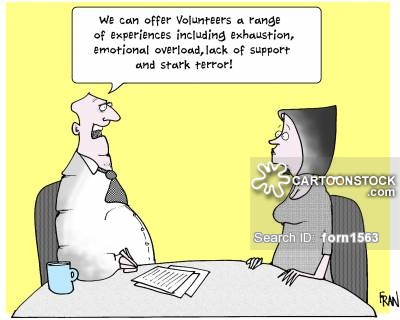 We can offer Volunteers a range
of experiences including exhaustion,
emotional overload, lack of support
and stark terror!
CARTOONSTOCK
.com
Search ID: forn1563
FRAN